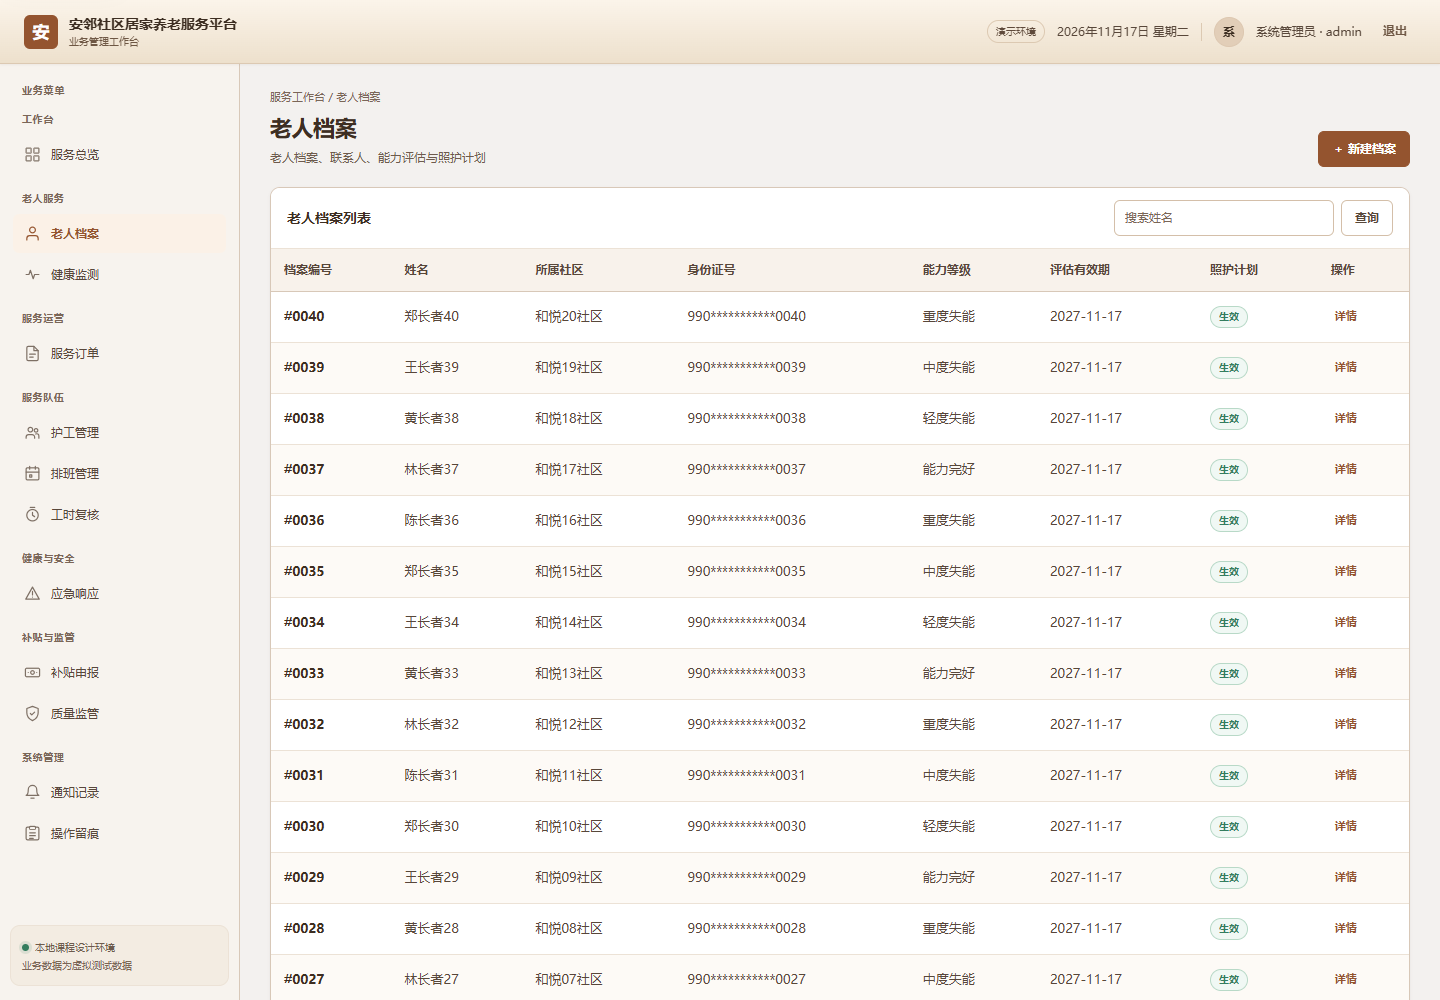 安
安邻社区居家养老服务平台
业务管理工作台
演示环境 2026年11月17日 星期二 系 系统管理员 · admin 退出
业务菜单
工作台
服务总览
老人服务
老人档案
健康监测
服务运营
服务订单
服务队伍
护工管理
排班管理
工时复核
健康与安全
应急响应
补贴与监管
补贴申报
质量监管
系统管理
通知记录
操作留痕
本地课程设计环境
业务数据为虚拟测试数据
服务工作台 / 老人档案
老人档案
老人档案、联系人、能力评估与照护计划
+ 新建档案
老人档案列表 搜索姓名 查询
档案编号 姓名 所属社区 身份证号 能力等级 评估有效期 照护计划 操作
#0040 郑长者40 和悦20社区 990***********0040 重度失能 2027-11-17 生效 详情
#0039 王长者39 和悦19社区 990***********0039 中度失能 2027-11-17 生效 详情
#0038 黄长者38 和悦18社区 990***********0038 轻度失能 2027-11-17 生效 详情
#0037 林长者37 和悦17社区 990***********0037 能力完好 2027-11-17 生效 详情
#0036 陈长者36 和悦16社区 990***********0036 重度失能 2027-11-17 生效 详情
#0035 郑长者35 和悦15社区 990***********0035 中度失能 2027-11-17 生效 详情
#0034 王长者34 和悦14社区 990***********0034 轻度失能 2027-11-17 生效 详情
#0033 黄长者33 和悦13社区 990***********0033 能力完好 2027-11-17 生效 详情
#0032 林长者32 和悦12社区 990***********0032 重度失能 2027-11-17 生效 详情
#0031 陈长者31 和悦11社区 990***********0031 中度失能 2027-11-17 生效 详情
#0030 郑长者30 和悦10社区 990***********0030 轻度失能 2027-11-17 生效 详情
#0029 王长者29 和悦09社区 990***********0029 能力完好 2027-11-17 生效 详情
#0028 黄长者28 和悦08社区 990***********0028 重度失能 2027-11-17 生效 详情
#0027 林长者27 和悦07社区 990***********0027 中度失能 2027-11-17 生效 详情